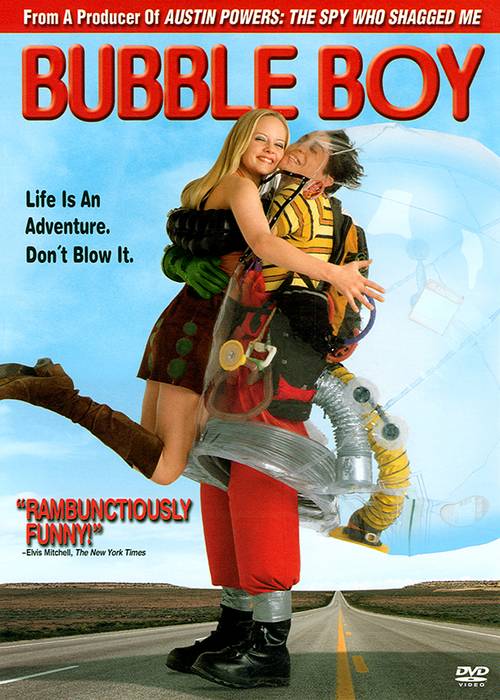 From A Producer Of AUSTIN POWERS: THE SPY WHO SHAGGED ME
BUBBLE BOY
Life Is An
Adventure.
Don't Blow It.
"RAMBUNCTIOUSLY
FUNNY!"
–Elvis Mitchell, The New York Times
DVD
VIDEO